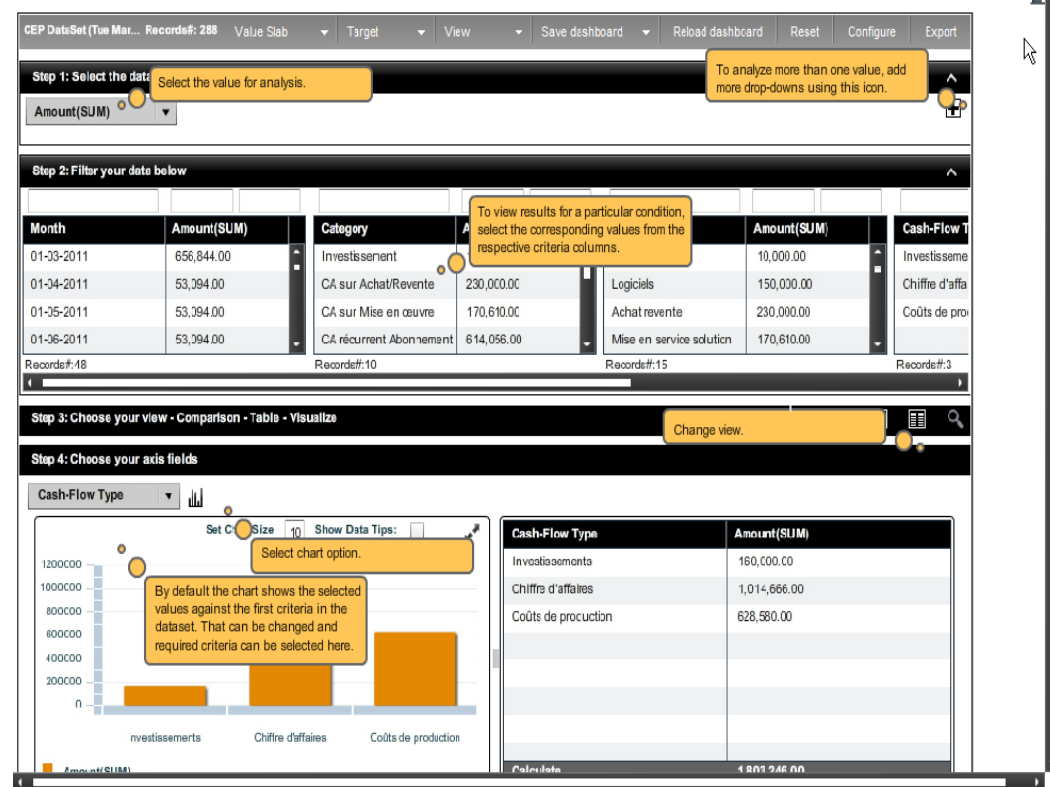 CEP DataSet (Tue Mar... Records#: 288 Value Slab Target View Save dashboard Reload dashboard Reset Configure Export
Step 1: Select the data
Select the value for analysis.
To analyze more than one value, add
more drop-downs using this icon.
Amount(SUM)
Step 2: Filter your data below
To view results for a particular condition,
select the corresponding values from the
respective criteria columns.
Month Amount(SUM) Category Amount(SUM) Cash-Flow T
01-03-2011 656,844.00 Investissement 10,000.00 Investisseme
01-04-2011 53,094.00 CA sur Achat/Revente 230,000.00 Logiciels 150,000.00 Chiffre d'affa
01-05-2011 53,094.00 CA sur Mise en œuvre 170,610.00 Achat revente 230,000.00 Coûts de pro
01-06-2011 53,094.00 CA récurrent Abonnement 614,056.00 Mise en service solution 170,610.00
Records#:48 Records#:10 Records#:15 Records#:3
Step 3: Choose your view - Comparison - Table - Visualize
Change view.
Step 4: Choose your axis fields
Cash-Flow Type
Set Size 10 Show Data Tips:
Select chart option.
By default the chart shows the selected
values against the first criteria in the
dataset. That can be changed and
required criteria can be selected here.
1200000
1000000
800000
600000
400000
200000
0
nvestissements Chiffre d'affaires Coûts de production
Amount(SUM)
Cash-Flow Type Amount(SUM)
Investissements 160,000.00
Chiffre d'affaires 1,014,666.00
Coûts de production 628,580.00
Calculate 1,803,246.00